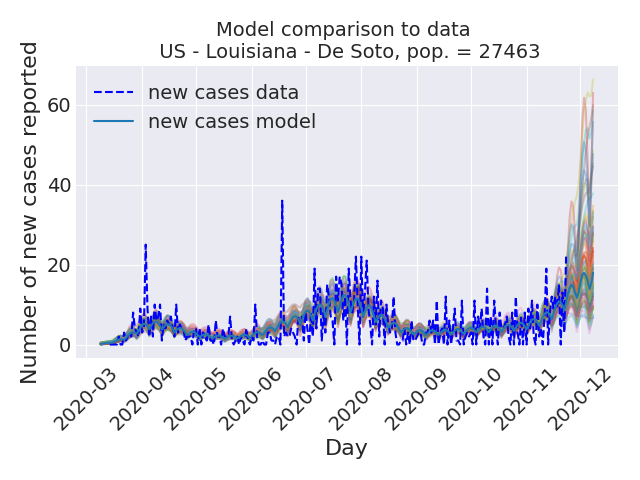 Model comparison to data
US - Louisiana - De Soto, pop. = 27463
Number of new cases reported
60
40
20
0
new cases data
new cases model
2020-03
2020-04
2020-05
2020-06
2020-07
2020-08
2020-09
2020-10
2020-11
2020-12
Day